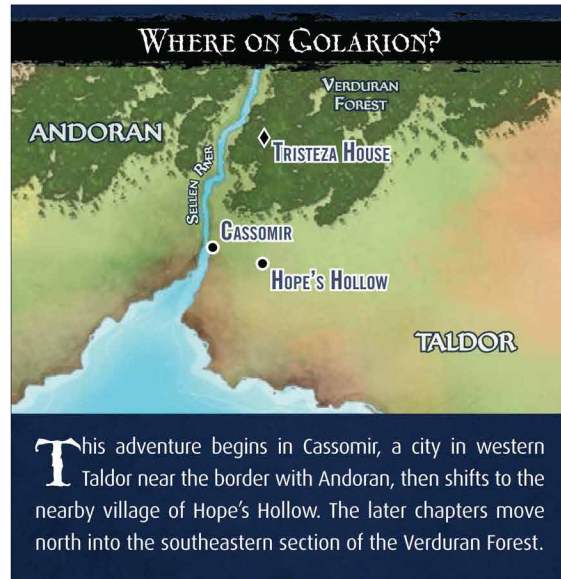 WHERE ON GOLARION?
VERDURAN
FOREST
ANDORAN
TRISTEZA HOUSE
SELLEN RIVER
CASSOMIR
HOPE'S HOLLOW
TALDOR
This adventure begins in Cassomir, a city in western
Taldor near the border with Andoran, then shifts to the
nearby village of Hope's Hollow. The later chapters move
north into the southeastern section of the Verduran Forest.